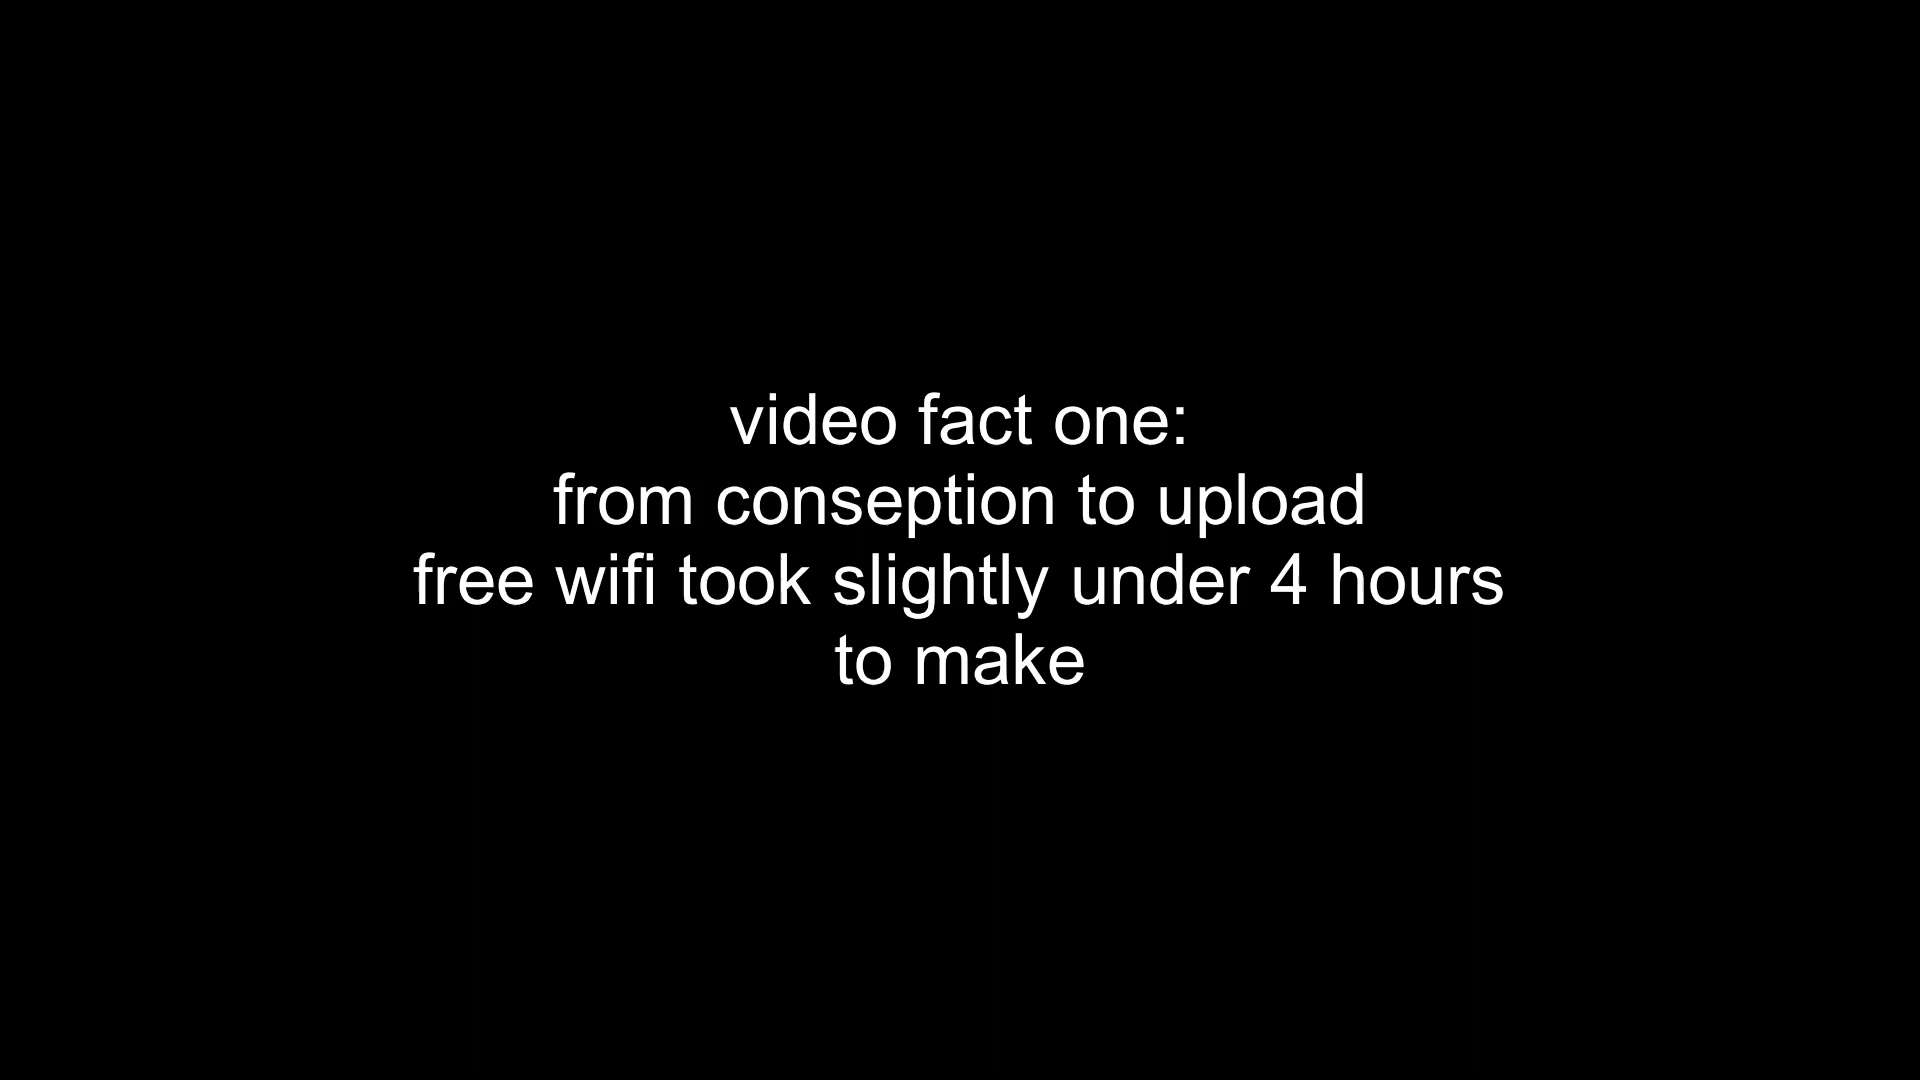 video fact one:
from conseption to upload
free wifi took slightly under 4 hours
to make